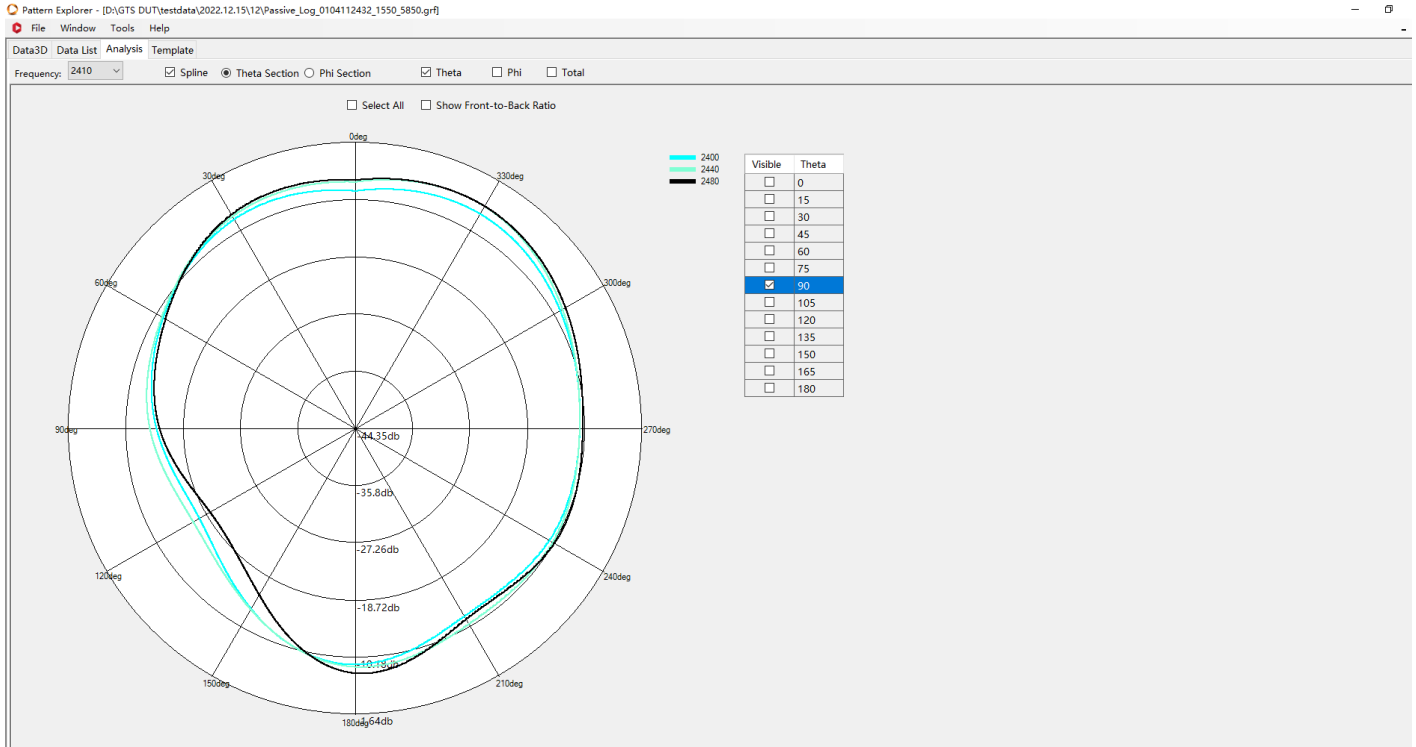 Pattern Explorer - [D:\GTS DUT\testdata\2022.12.15\12\Passive_Log_0104112432_1550_5850.grf]
File Window Tools Help
Data3D Data List Analysis Template
Frequency: 2410 Spline Theta Section Phi Section Theta Phi Total
Select All Show Front-to-Back Ratio
0deg
30deg
330deg
60deg
300deg
90deg
270deg
120deg
240deg
150deg
210deg
180deg
-44.35db
-35.8db
-27.26db
-18.72db
-10.18db
-1.64db
2400
2440
2480
Visible Theta
0
15
30
45
60
75
90
105
120
135
150
165
180